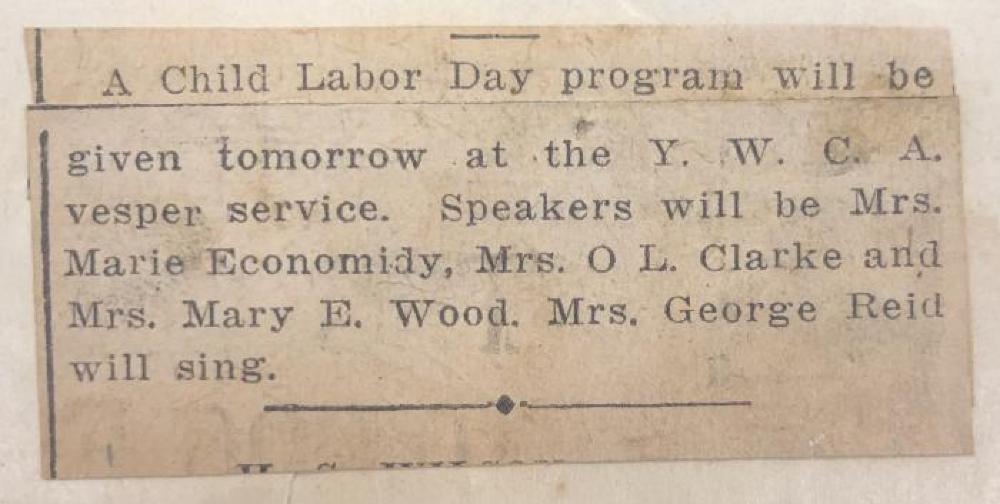 A Child Labor Day program will be
given tomorrow at the Y. W. C. A.
vesper service. Speakers will be Mrs.
Marie Economidy, Mrs. O L. Clarke and
Mrs. Mary E. Wood. Mrs. George Reid
will sing.